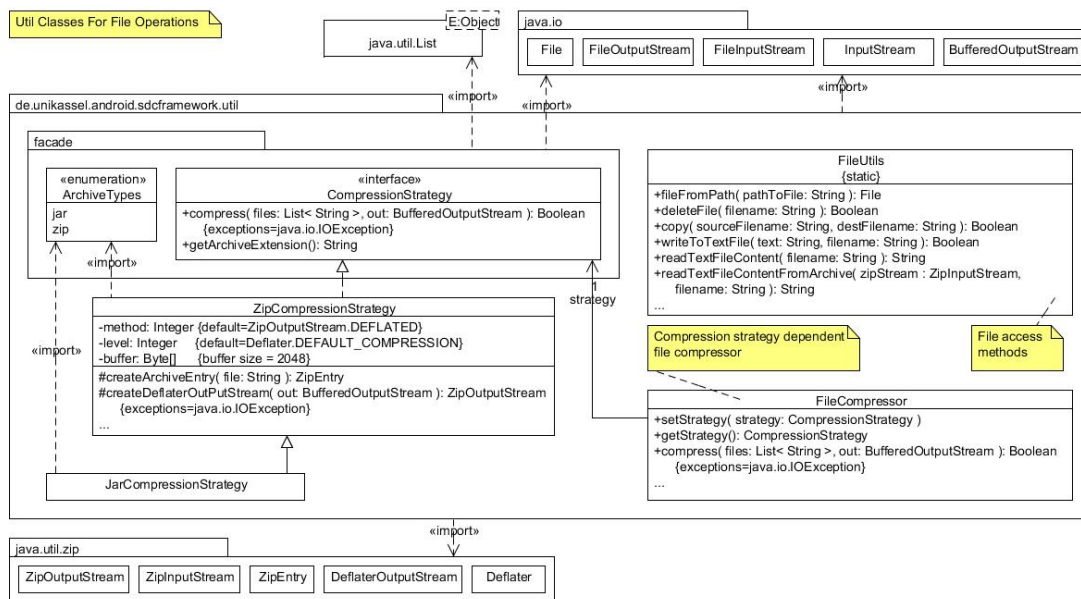 Util Classes For File Operations
E:Object
java.util.List
java.io
File
FileOutputStream
FileInputStream
InputStream
BufferedOutputStream
«import»
«import»
«import»
de.unikassel.android.sdcframework.util
facade
«enumeration»
ArchiveTypes
jar
zip
«interface»
CompressionStrategy
+compress( files: List< String >, out: BufferedOutputStream ): Boolean
{exceptions=java.io.IOException}
+getArchiveExtension(): String
FileUtils
{static}
+fileFromPath( pathToFile: String ): File
+deleteFile( filename: String ): Boolean
+copy( sourceFilename: String, destFilename: String ): Boolean
+writeToTextFile( text: String, filename: String ): Boolean
+readTextFileContent( filename: String ): String
+readTextFileContentFromArchive( zipStream : ZipInputStream,
filename: String ): String
...
«import»
1
strategy
ZipCompressionStrategy
-method: Integer {default=ZipOutputStream.DEFLATED}
-level: Integer {default=Deflater.DEFAULT_COMPRESSION}
-buffer: Byte[] {buffer size = 2048}
#createArchiveEntry( file: String ): ZipEntry
#createDeflaterOutPutStream( out: BufferedOutputStream ): ZipOutputStream
{exceptions=java.io.IOException}
...
«import»
Compression strategy dependent
file compressor
File access
methods
FileCompressor
+setStrategy( strategy: CompressionStrategy )
+getStrategy(): CompressionStrategy
+compress( files: List< String >, out: BufferedOutputStream ): Boolean
{exceptions=java.io.IOException}
...
JarCompressionStrategy
«import»
java.util.zip
ZipOutputStream
ZipInputStream
ZipEntry
DeflaterOutputStream
Deflater